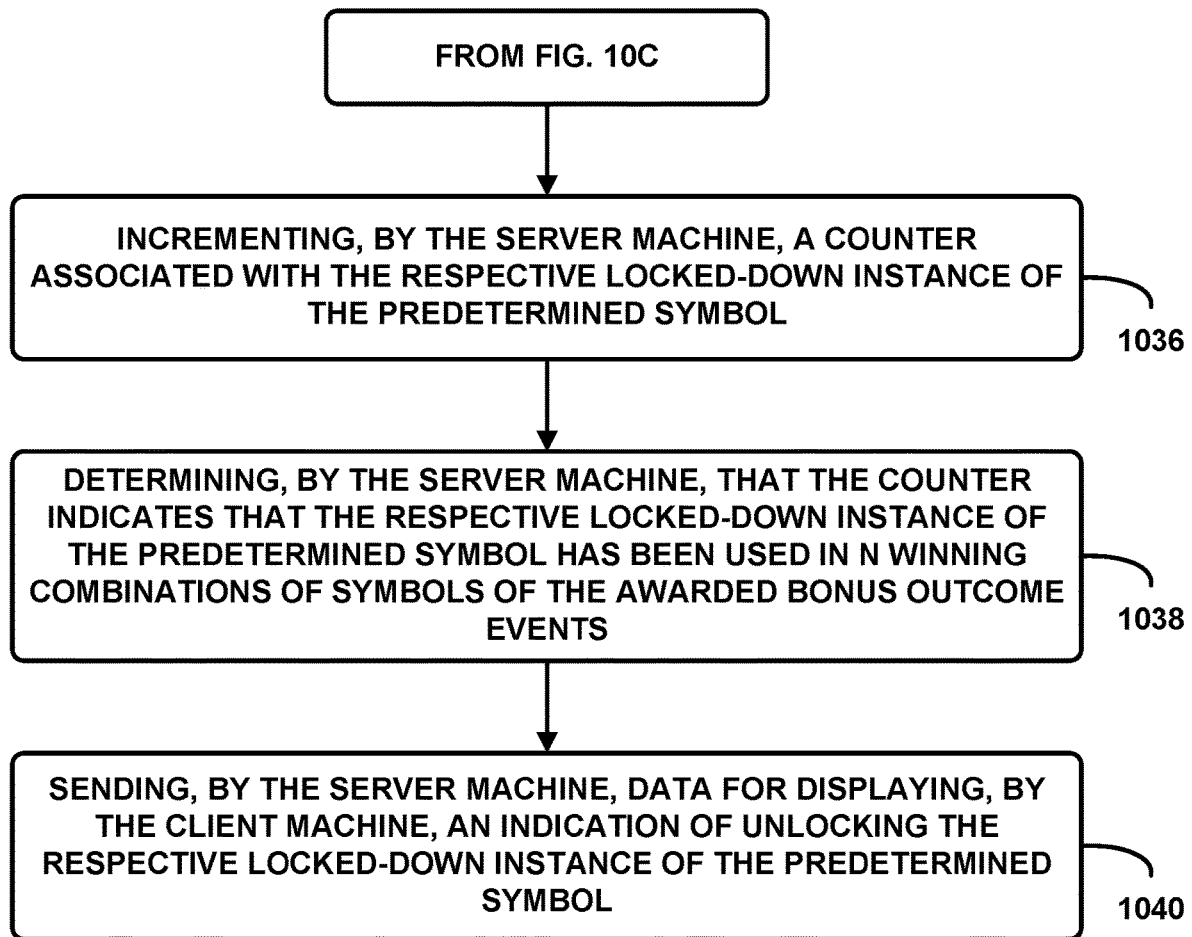 FROM FIG. 10C
INCREMENTING, BY THE SERVER MACHINE, A COUNTER
ASSOCIATED WITH THE RESPECTIVE LOCKED-DOWN INSTANCE OF
THE PREDETERMINED SYMBOL
1036
DETERMINING, BY THE SERVER MACHINE, THAT THE COUNTER
INDICATES THAT THE RESPECTIVE LOCKED-DOWN INSTANCE OF
THE PREDETERMINED SYMBOL HAS BEEN USED IN N WINNING
COMBINATIONS OF SYMBOLS OF THE AWARDED BONUS OUTCOME
EVENTS
1038
SENDING, BY THE SERVER MACHINE, DATA FOR DISPLAYING, BY
THE CLIENT MACHINE, AN INDICATION OF UNLOCKING THE
RESPECTIVE LOCKED-DOWN INSTANCE OF THE PREDETERMINED
SYMBOL
1040